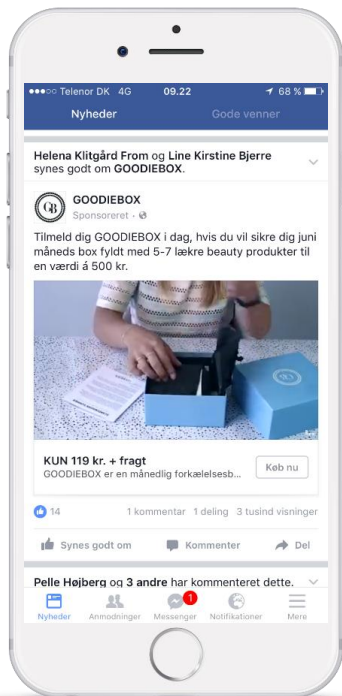 Telenor DK 4G 09.22 68 %
Nyheder Gode venner
Helena Klitgård From og Line Kirstine Bjerre
synes godt om GOODIEBOX.
GB GOODIEBOX
Sponsoreret
Tilmeld dig GOODIEBOX i dag, hvis du vil sikre dig juni
måneds box fyldt med 5-7 lækre beauty produkter til
en værdi á 500 kr.
KUN 119 kr. + fragt
GOODIEBOX er en månedlig forkælelsesb...
Køb nu
14 1 kommentar 1 deling 3 tusind visninger
Synes godt om Kommenter Del
Pelle Højberg og 3 andre har kommenteret dette.
1
Nyheder Anmodninger Messenger Notifikationer Mere